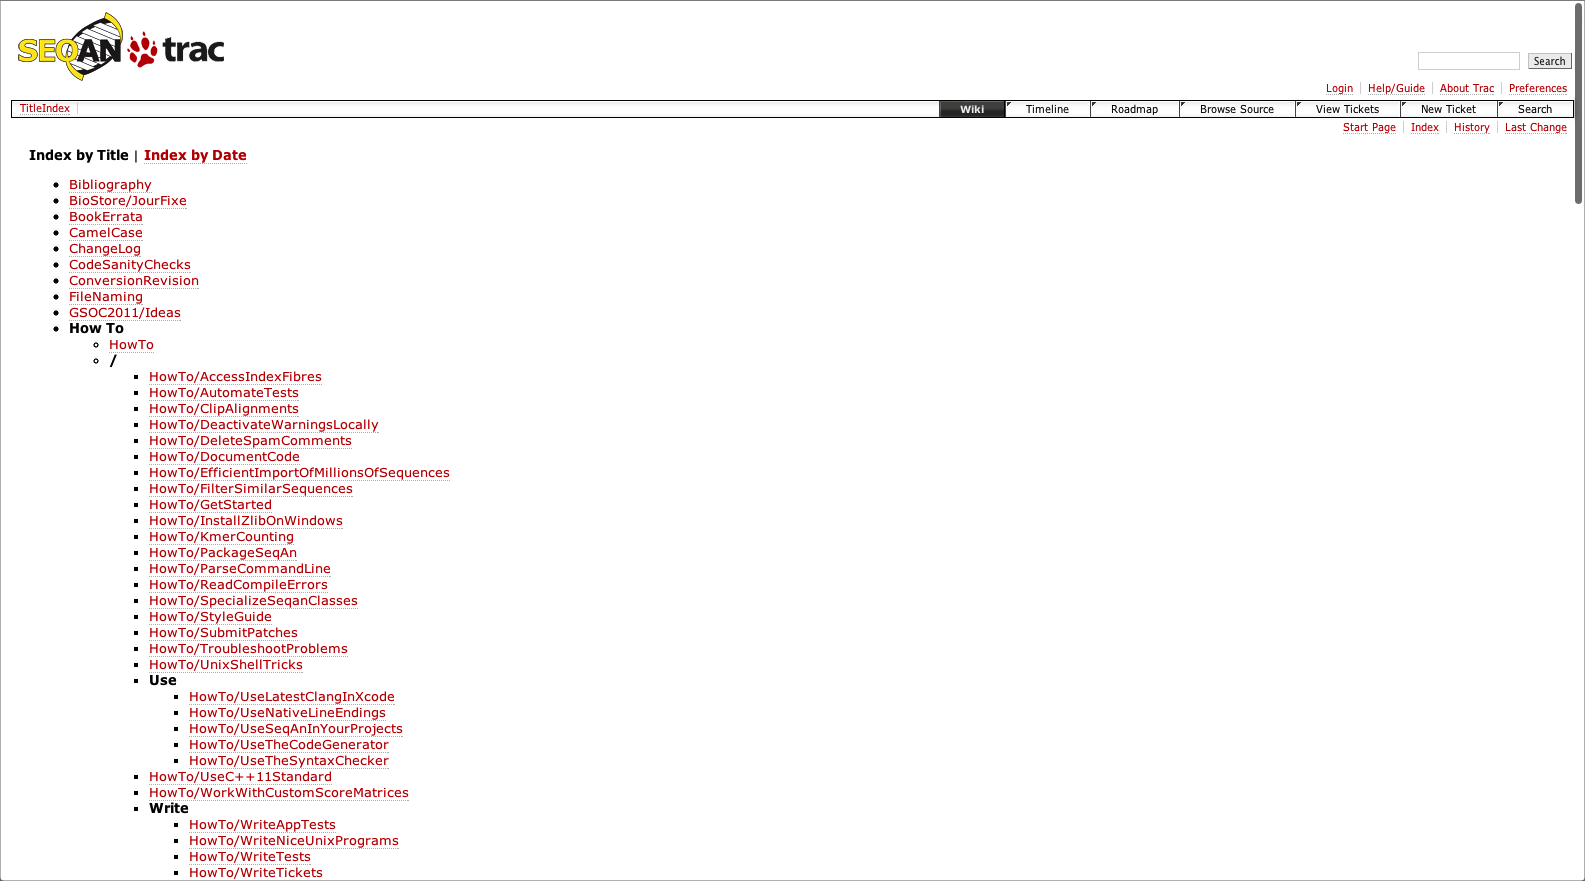 SEQAN trac
Search
Login Help/Guide About Trac Preferences
TitleIndex Wiki Timeline Roadmap Browse Source View Tickets New Ticket Search
Start Page Index History Last Change
Index by Title | Index by Date
Bibliography
BioStore/JourFixe
BookErrata
CamelCase
ChangeLog
CodeSanityChecks
ConversionRevision
FileNaming
GSOC2011/Ideas
How To
HowTo
/
HowTo/AccessIndexFibres
HowTo/AutomateTests
HowTo/ClipAlignments
HowTo/DeactivateWarningsLocally
HowTo/DeleteSpamComments
HowTo/DocumentCode
HowTo/EfficientImportOfMillionsOfSequences
HowTo/FilterSimilarSequences
HowTo/GetStarted
HowTo/InstallZlibOnWindows
HowTo/KmerCounting
HowTo/PackageSeqAn
HowTo/ParseCommandLine
HowTo/ReadCompileErrors
HowTo/SpecializeSeqanClasses
HowTo/StyleGuide
HowTo/SubmitPatches
HowTo/TroubleshootProblems
HowTo/UnixShellTricks
Use
HowTo/UseLatestClangInXcode
HowTo/UseNativeLineEndings
HowTo/UseSeqAnInYourProjects
HowTo/UseTheCodeGenerator
HowTo/UseTheSyntaxChecker
HowTo/UseC++11Standard
HowTo/WorkWithCustomScoreMatrices
Write
HowTo/WriteAppTests
HowTo/WriteNiceUnixPrograms
HowTo/WriteTests
HowTo/WriteTickets